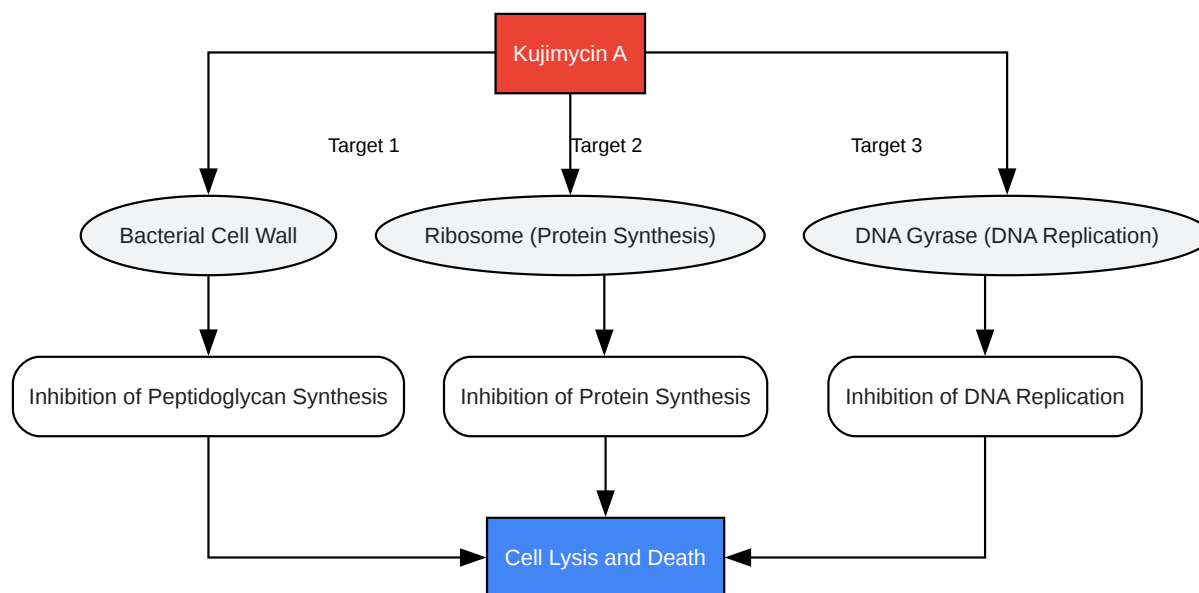 Kujimycin A
Target 1
Target 2
Target 3
Bacterial Cell Wall
Ribosome (Protein Synthesis)
DNA Gyrase (DNA Replication)
Inhibition of Peptidoglycan Synthesis
Inhibition of Protein Synthesis
Inhibition of DNA Replication
Cell Lysis and Death